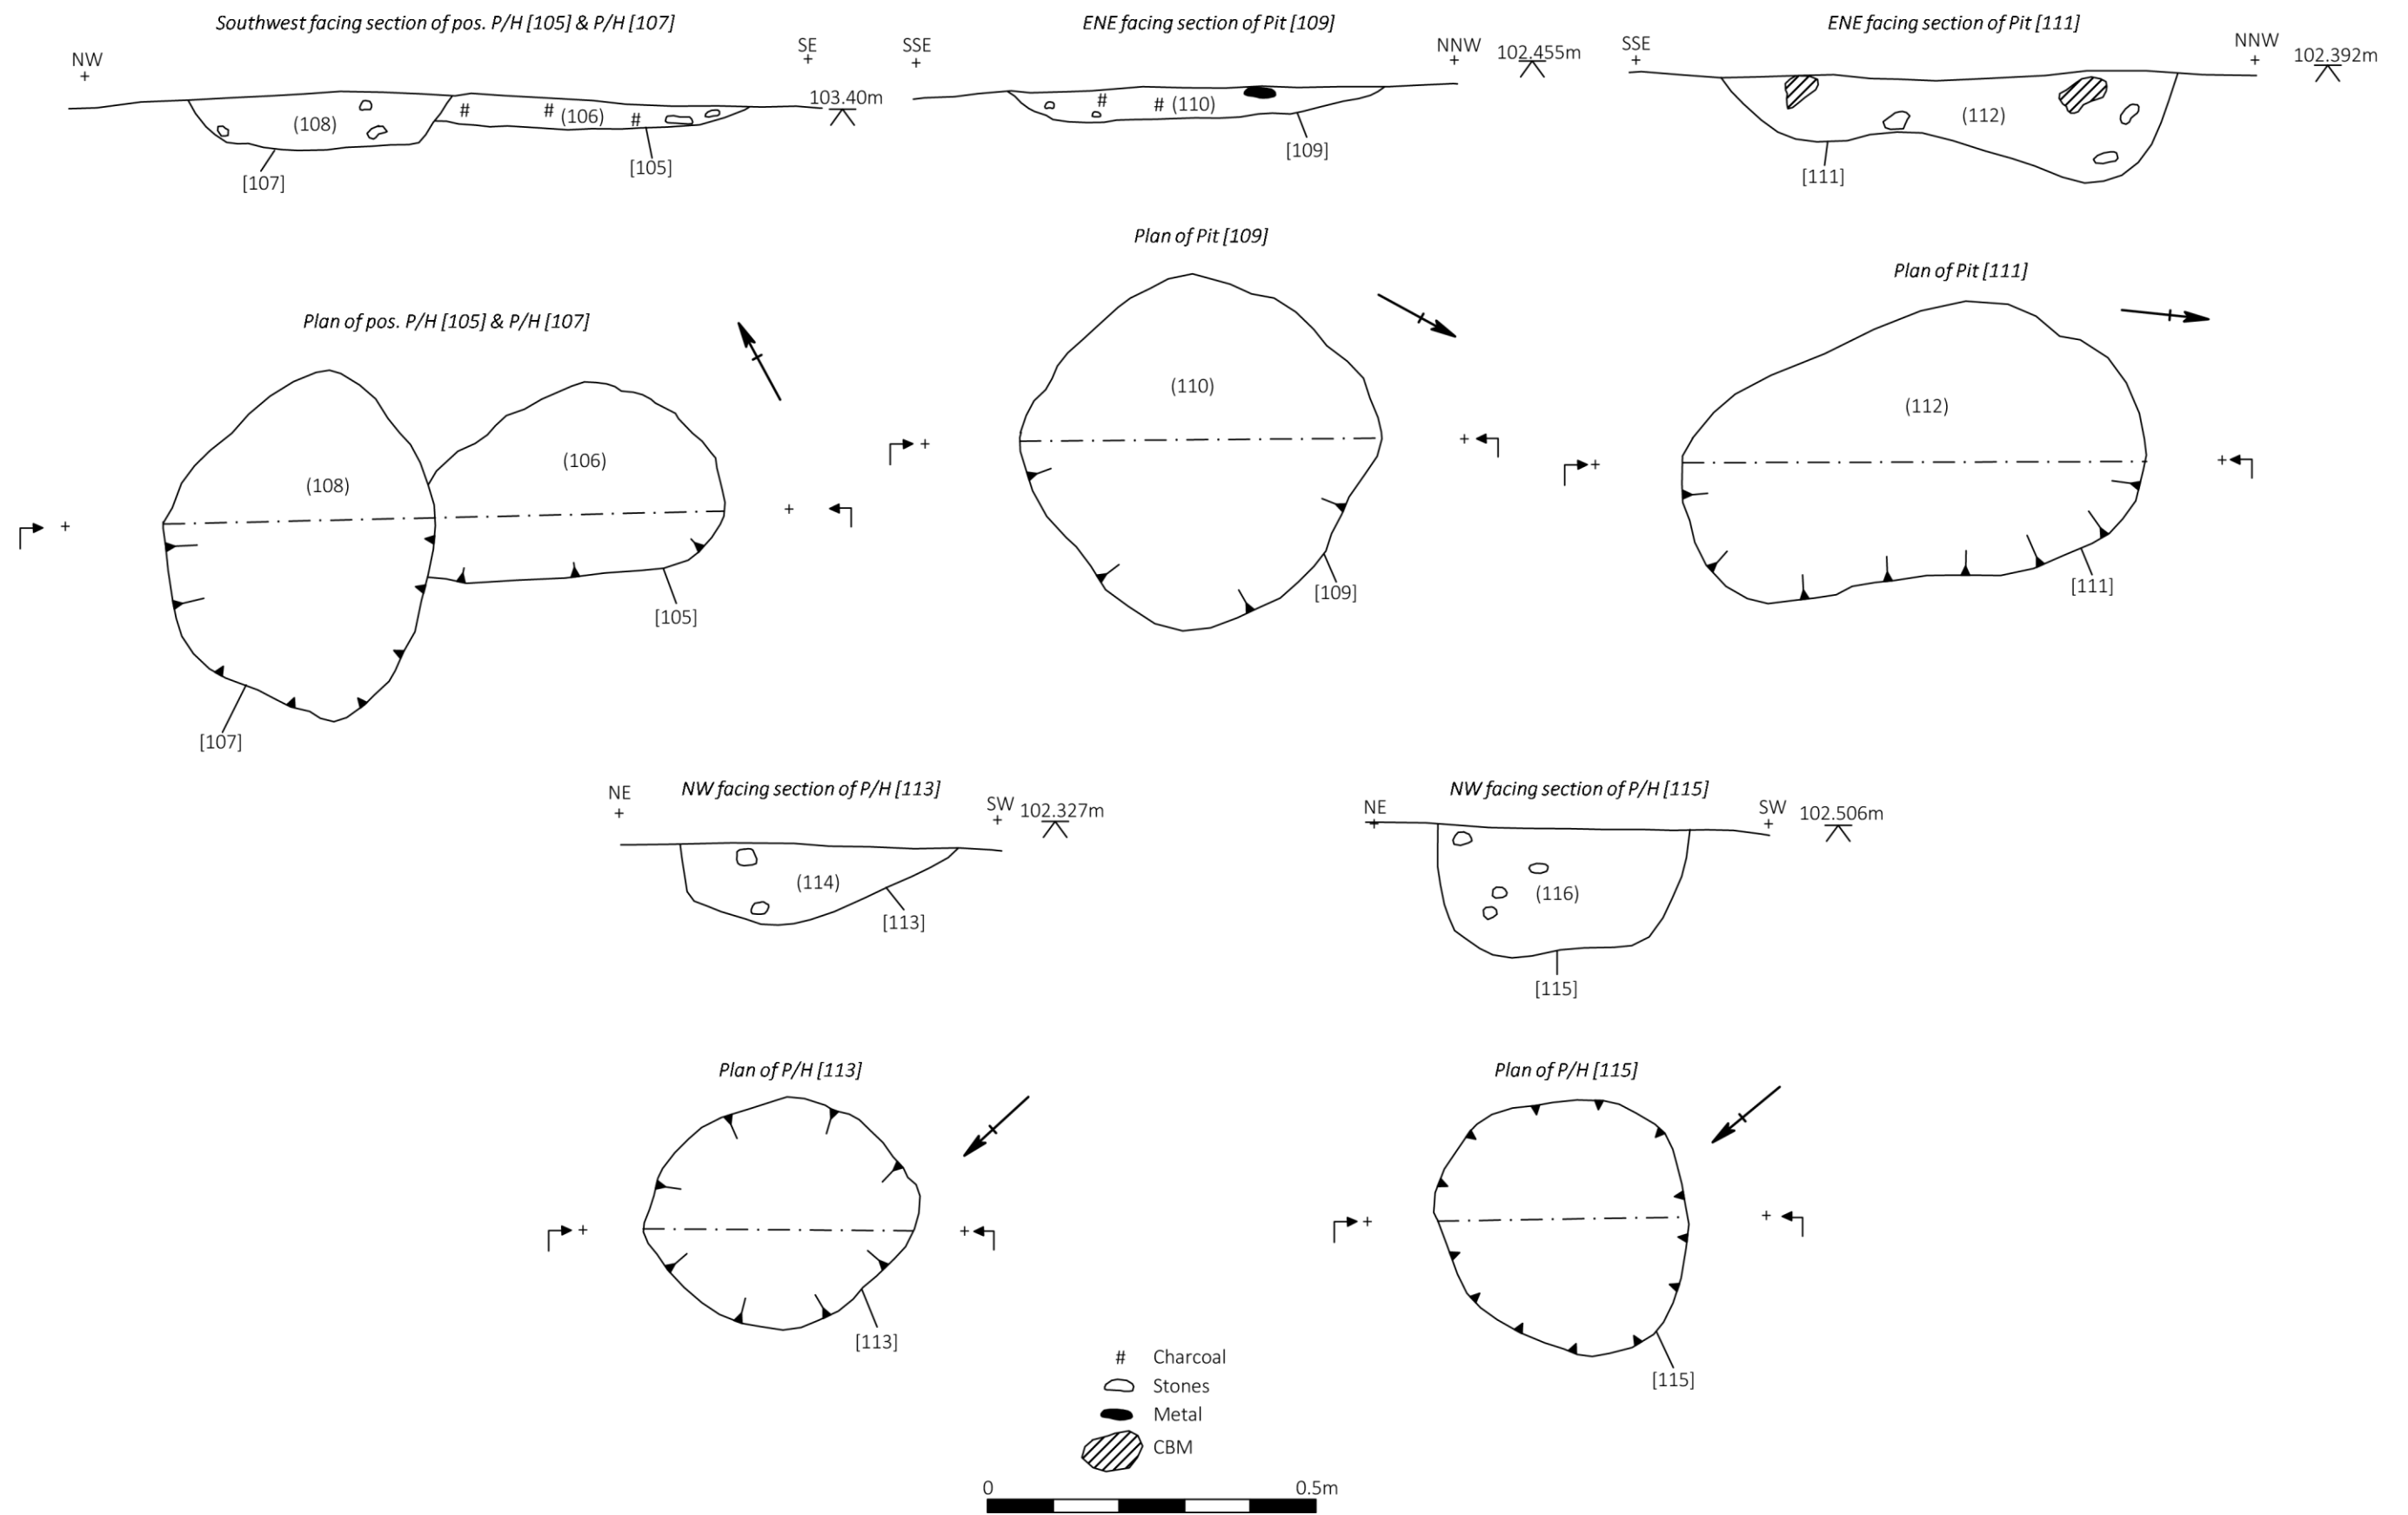 Southwest facing section of pos. P/H [105] & P/H [107]
NW
SE
103.40m
(108)
# # (106) #
[107]
[105]
ENE facing section of Pit [109]
SSE
NNW
102.455m
# # (110)
[109]
ENE facing section of Pit [111]
SSE
NNW
102.392m
(112)
[111]
Plan of pos. P/H [105] & P/H [107]
(108)
(106)
[105]
[107]
Plan of Pit [109]
(110)
[109]
Plan of Pit [111]
(112)
[111]
NW facing section of P/H [113]
NE
SW
102.327m
(114)
[113]
NW facing section of P/H [115]
NE
SW
102.506m
(116)
[115]
Plan of P/H [113]
[113]
Plan of P/H [115]
[115]
# Charcoal
Stones
Metal
CBM
0 0.5m